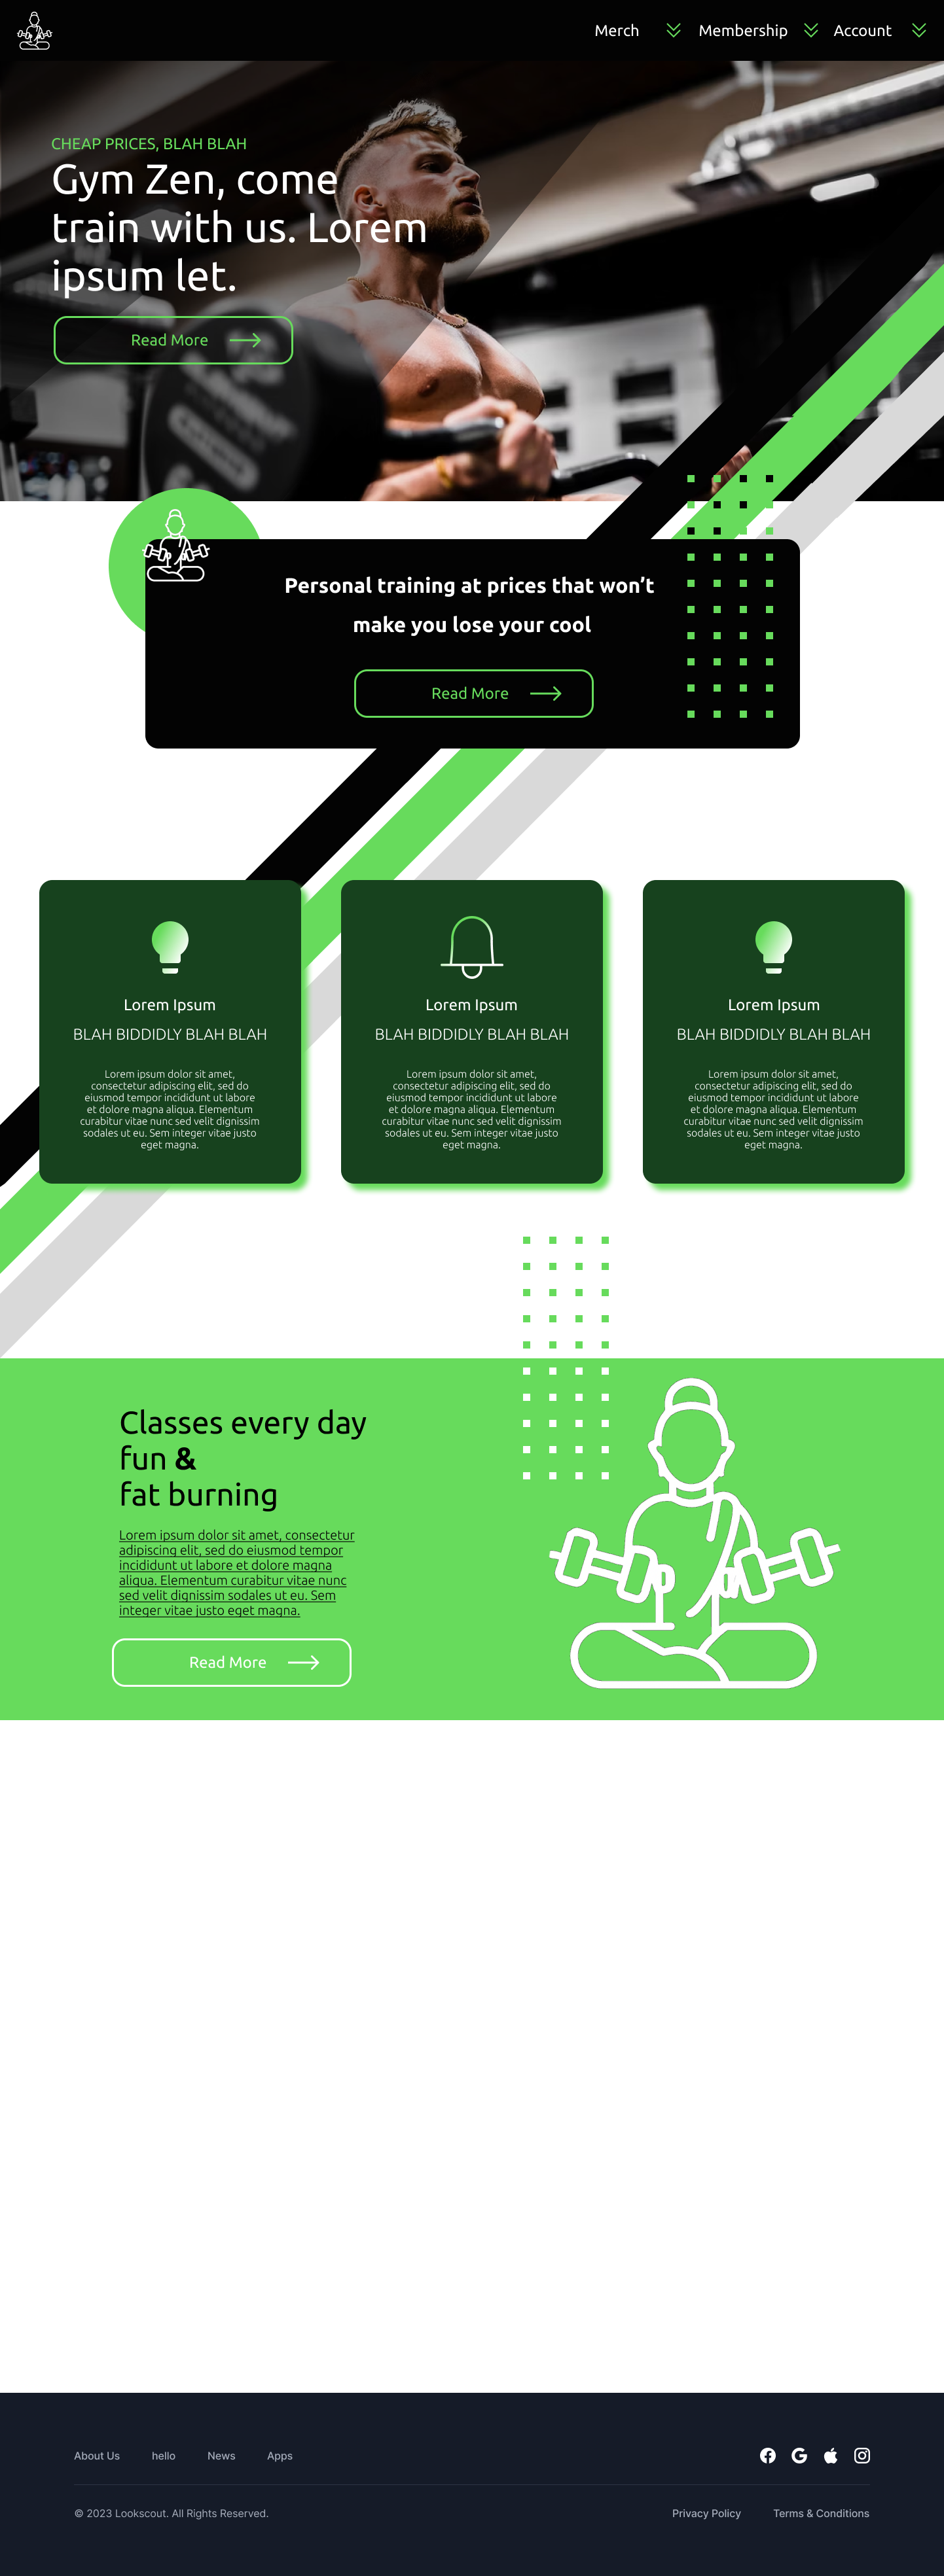 Merch Membership Account
CHEAP PRICES, BLAH BLAH
Gym Zen, come
train with us. Lorem
ipsum let.
Read More
Personal training at prices that won’t
make you lose your cool
Read More
Lorem Ipsum
BLAH BIDDIDLY BLAH BLAH
Lorem ipsum dolor sit amet,
consectetur adipiscing elit, sed do
eiusmod tempor incididunt ut labore
et dolore magna aliqua. Elementum
curabitur vitae nunc sed velit dignissim
sodales ut eu. Sem integer vitae justo
eget magna.
Lorem Ipsum
BLAH BIDDIDLY BLAH BLAH
Lorem ipsum dolor sit amet,
consectetur adipiscing elit, sed do
eiusmod tempor incididunt ut labore
et dolore magna aliqua. Elementum
curabitur vitae nunc sed velit dignissim
sodales ut eu. Sem integer vitae justo
eget magna.
Lorem Ipsum
BLAH BIDDIDLY BLAH BLAH
Lorem ipsum dolor sit amet,
consectetur adipiscing elit, sed do
eiusmod tempor incididunt ut labore
et dolore magna aliqua. Elementum
curabitur vitae nunc sed velit dignissim
sodales ut eu. Sem integer vitae justo
eget magna.
Classes every day
fun &
fat burning
Lorem ipsum dolor sit amet, consectetur
adipiscing elit, sed do eiusmod tempor
incididunt ut labore et dolore magna
aliqua. Elementum curabitur vitae nunc
sed velit dignissim sodales ut eu. Sem
integer vitae justo eget magna.
Read More
About Us hello News Apps
© 2023 Lookscout. All Rights Reserved. Privacy Policy Terms & Conditions